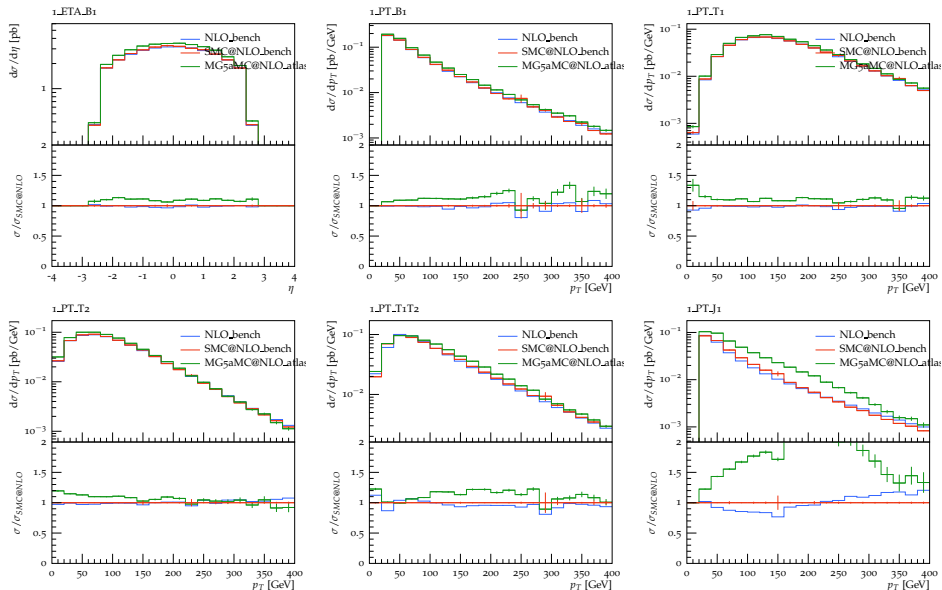 1_ETA_B1
dσ/dη [pb]
1
NLO_bench
SMC@NLO_bench
MG5aMC@NLO_atlas
σ/σSMC@NLO
2
1.5
1
0.5
0
-4 -3 -2 -1 0 1 2 3 4
η
1_PT_B1
dσ/dpT [pb/GeV]
10⁻¹
10⁻²
10⁻³
NLO_bench
SMC@NLO_bench
MG5aMC@NLO_atlas
σ/σSMC@NLO
2
1.5
1
0.5
0
0 50 100 150 200 250 300 350 400
pT [GeV]
1_PT_T1
dσ/dpT [pb/GeV]
10⁻¹
10⁻²
10⁻³
NLO_bench
SMC@NLO_bench
MG5aMC@NLO_atlas
σ/σSMC@NLO
2
1.5
1
0.5
0
0 50 100 150 200 250 300 350 400
pT [GeV]
1_PT_T2
dσ/dpT [pb/GeV]
10⁻¹
10⁻²
10⁻³
NLO_bench
SMC@NLO_bench
MG5aMC@NLO_atlas
σ/σSMC@NLO
2
1.5
1
0.5
0
0 50 100 150 200 250 300 350 400
pT [GeV]
1_PT_T1T2
dσ/dpT [pb/GeV]
10⁻¹
10⁻²
NLO_bench
SMC@NLO_bench
MG5aMC@NLO_atlas
σ/σSMC@NLO
2
1.5
1
0.5
0
0 50 100 150 200 250 300 350 400
pT [GeV]
1_PT_J1
dσ/dpT [pb/GeV]
10⁻¹
10⁻²
10⁻³
NLO_bench
SMC@NLO_bench
MG5aMC@NLO_atlas
σ/σSMC@NLO
2
1.5
1
0.5
0
0 50 100 150 200 250 300 350 400
pT [GeV]